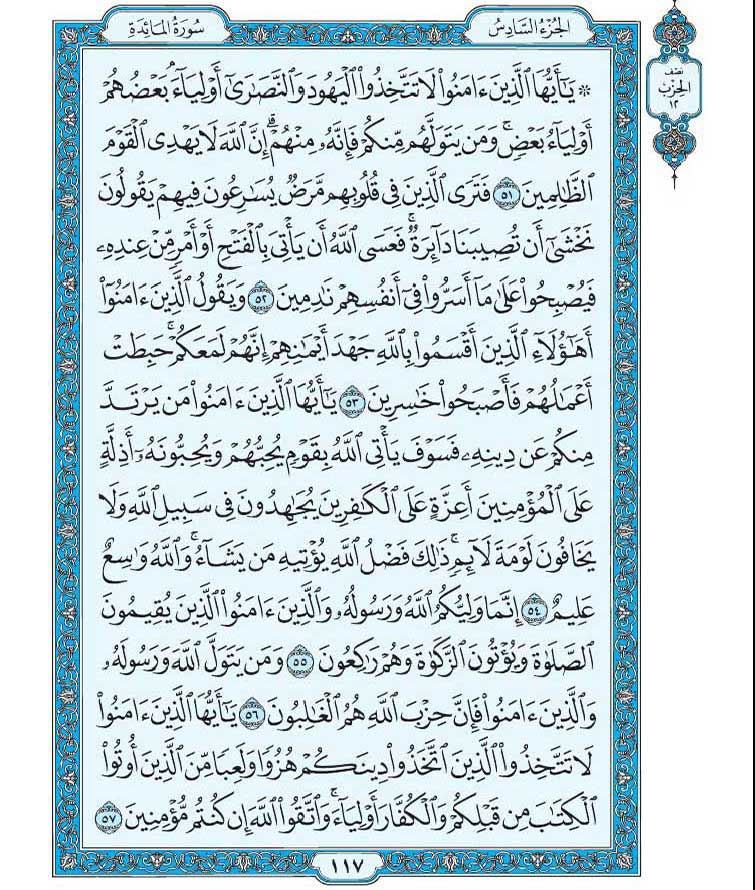 الجُزْءُ السَّادِسُ
سُورَةُ المَائِدَةِ
نصف
الحِزْب
١٢
۞ يَـٰٓأَيُّهَا ٱلَّذِينَ ءَامَنُوا۟ لَا تَتَّخِذُوا۟ ٱلْيَهُودَ وَٱلنَّصَـٰرَىٰٓ أَوْلِيَآءَۘ بَعْضُهُمْ
أَوْلِيَآءُ بَعْضٍۚ وَمَن يَتَوَلَّهُم مِّنكُمْ فَإِنَّهُۥ مِنْهُمْۗ إِنَّ ٱللَّهَ لَا يَهْدِى ٱلْقَوْمَ
ٱلظَّـٰلِمِينَ ٥١ فَتَرَى ٱلَّذِينَ فِى قُلُوبِهِم مَّرَضٌ يُسَـٰرِعُونَ فِيهِمْ يَقُولُونَ
نَخْشَىٰٓ أَن تُصِيبَنَا دَآئِرَةٌۚ فَعَسَى ٱللَّهُ أَن يَأْتِىَ بِٱلْفَتْحِ أَوْ أَمْرٍ مِّنْ عِندِهِۦ
فَيُصْبِحُوا۟ عَلَىٰ مَآ أَسَرُّوا۟ فِىٓ أَنفُسِهِمْ نَـٰدِمِينَ ٥٢ وَيَقُولُ ٱلَّذِينَ ءَامَنُوٓا۟
أَهَـٰٓؤُلَآءِ ٱلَّذِينَ أَقْسَمُوا۟ بِٱللَّهِ جَهْدَ أَيْمَـٰنِهِمْ إِنَّهُمْ لَمَعَكُمْۚ حَبِطَتْ
أَعْمَـٰلُهُمْ فَأَصْبَحُوا۟ خَـٰسِرِينَ ٥٣ يَـٰٓأَيُّهَا ٱلَّذِينَ ءَامَنُوا۟ مَن يَرْتَدَّ
مِنكُمْ عَن دِينِهِۦ فَسَوْفَ يَأْتِى ٱللَّهُ بِقَوْمٍ يُحِبُّهُمْ وَيُحِبُّونَهُۥٓ أَذِلَّةٍ
عَلَى ٱلْمُؤْمِنِينَ أَعِزَّةٍ عَلَى ٱلْكَـٰفِرِينَ يُجَـٰهِدُونَ فِى سَبِيلِ ٱللَّهِ وَلَا
يَخَافُونَ لَوْمَةَ لَآئِمٍۚ ذَٰلِكَ فَضْلُ ٱللَّهِ يُؤْتِيهِ مَن يَشَآءُۚ وَٱللَّهُ وَٰسِعٌ
عَلِيمٌ ٥٤ إِنَّمَا وَلِيُّكُمُ ٱللَّهُ وَرَسُولُهُۥ وَٱلَّذِينَ ءَامَنُوا۟ ٱلَّذِينَ يُقِيمُونَ
ٱلصَّلَوٰةَ وَيُؤْتُونَ ٱلزَّكَوٰةَ وَهُمْ رَٰكِعُونَ ٥٥ وَمَن يَتَوَلَّ ٱللَّهَ وَرَسُولَهُۥ
وَٱلَّذِينَ ءَامَنُوا۟ فَإِنَّ حِزْبَ ٱللَّهِ هُمُ ٱلْغَـٰلِبُونَ ٥٦ يَـٰٓأَيُّهَا ٱلَّذِينَ ءَامَنُوا۟
لَا تَتَّخِذُوا۟ ٱلَّذِينَ ٱتَّخَذُوا۟ دِينَكُمْ هُزُوًا وَلَعِبًا مِّنَ ٱلَّذِينَ أُوتُوا۟
ٱلْكِتَـٰبَ مِن قَبْلِكُمْ وَٱلْكُفَّارَ أَوْلِيَآءَۚ وَٱتَّقُوا۟ ٱللَّهَ إِن كُنتُم مُّؤْمِنِينَ ٥٧
١١٧